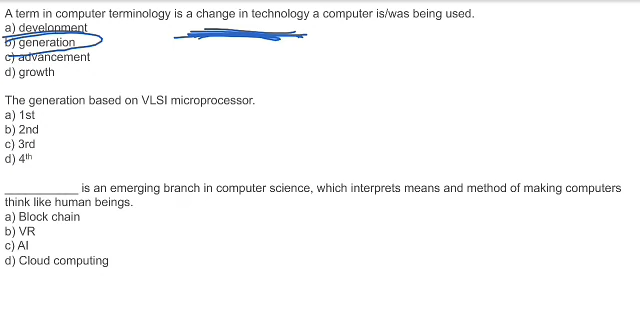 A term in computer terminology is a change in technology a computer is/was being used.
a) development
b) generation
c) advancement
d) growth
The generation based on VLSI microprocessor.
a) 1st
b) 2nd
c) 3rd
d) 4th
__________ is an emerging branch in computer science, which interprets means and method of making computers
think like human beings.
a) Block chain
b) VR
c) AI
d) Cloud computing